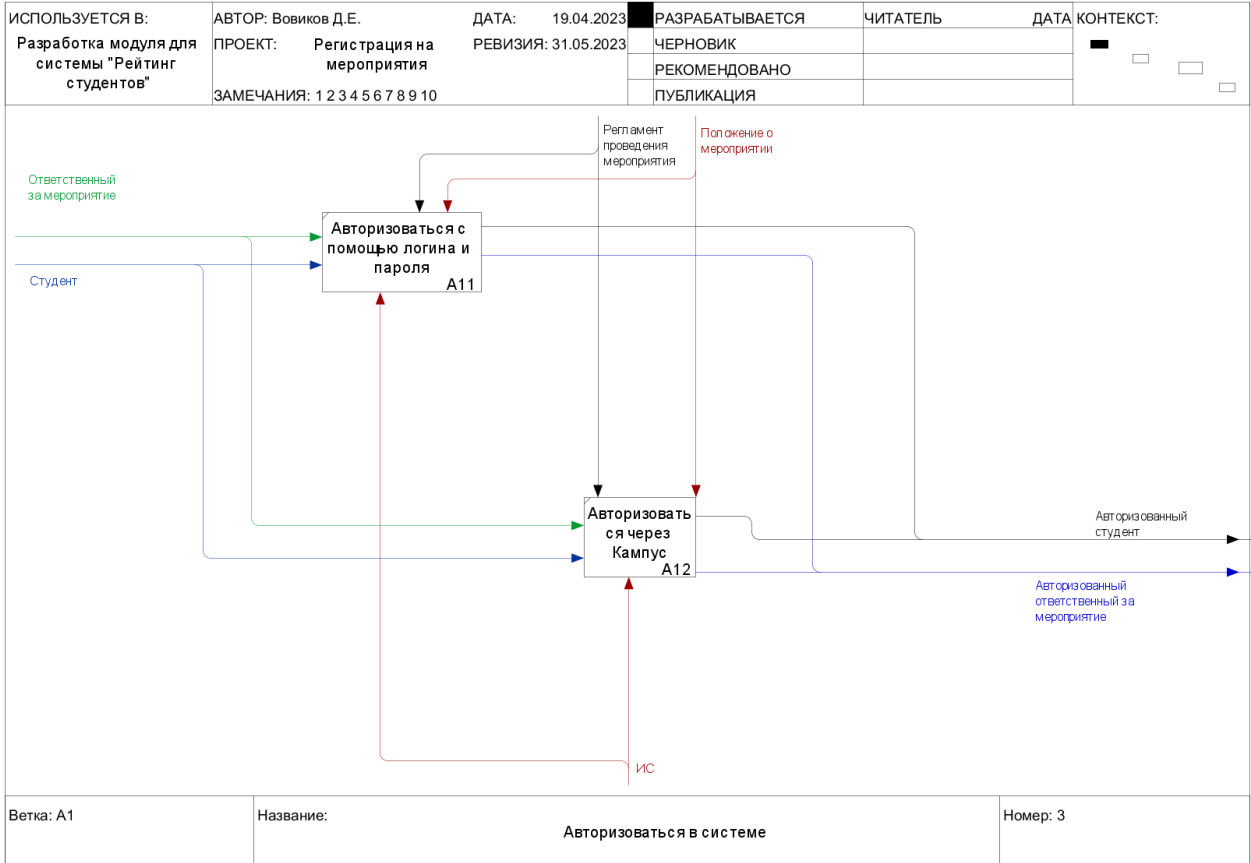 ИСПОЛЬЗУЕТСЯ В:
Разработка модуля для
системы "Рейтинг
студентов"
АВТОР: Вовиков Д.Е.
ДАТА: 19.04.2023
ПРОЕКТ: Регистрация на
мероприятия
РЕВИЗИЯ: 31.05.2023
ЗАМЕЧАНИЯ: 1 2 3 4 5 6 7 8 9 10
РАЗРАБАТЫВАЕТСЯ
ЧЕРНОВИК
РЕКОМЕНДОВАНО
ПУБЛИКАЦИЯ
ЧИТАТЕЛЬ
ДАТА
КОНТЕКСТ:
Регламент
проведения
мероприятия
Положение о
мероприятии
Ответственный
за мероприятие
Студент
Авторизоваться с
помощью логина и
пароля
A11
Авторизовать
ся через
Кампус
A12
Авторизованный
студент
Авторизованный
ответственный за
мероприятие
ИС
Ветка: A1
Название:
Авторизоваться в системе
Номер: 3